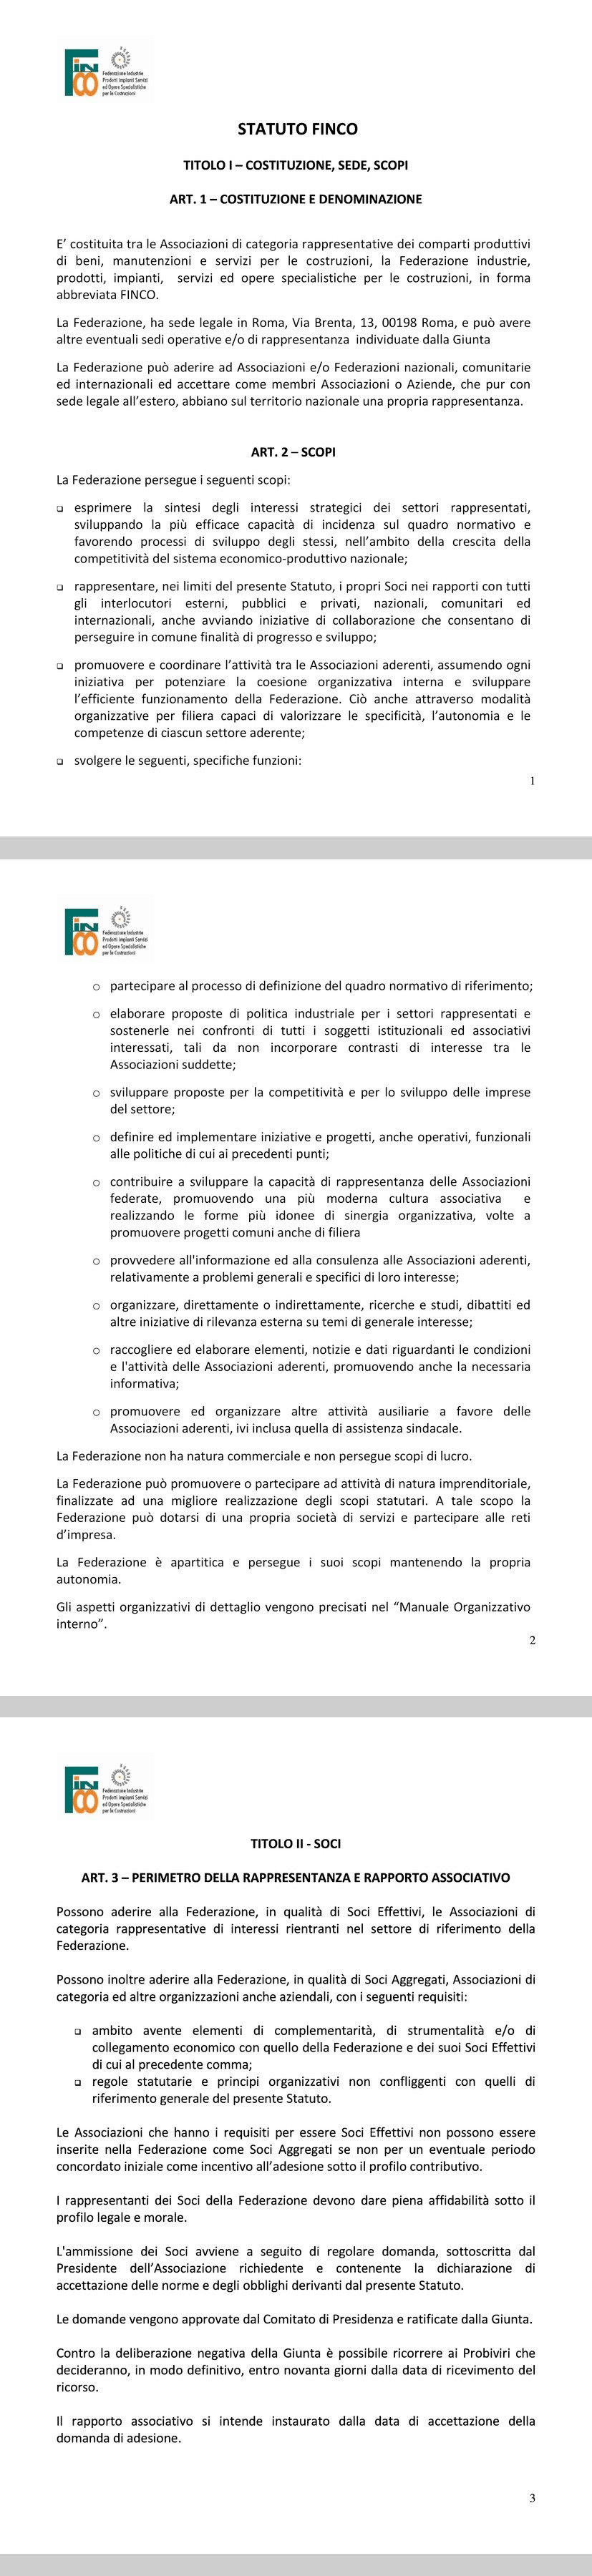 FINCO
Federazione Industrie
Prodotti Impianti Servizi
ed Opere Specialistiche
per le Costruzioni
STATUTO FINCO
TITOLO I – COSTITUZIONE, SEDE, SCOPI
ART. 1 – COSTITUZIONE E DENOMINAZIONE
E’ costituita tra le Associazioni di categoria rappresentative dei comparti produttivi
di beni, manutenzioni e servizi per le costruzioni, la Federazione industrie,
prodotti, impianti, servizi ed opere specialistiche per le costruzioni, in forma
abbreviata FINCO.
La Federazione, ha sede legale in Roma, Via Brenta, 13, 00198 Roma, e può avere
altre eventuali sedi operative e/o di rappresentanza individuate dalla Giunta
La Federazione può aderire ad Associazioni e/o Federazioni nazionali, comunitarie
ed internazionali ed accettare come membri Associazioni o Aziende, che pur con
sede legale all’estero, abbiano sul territorio nazionale una propria rappresentanza.
ART. 2 – SCOPI
La Federazione persegue i seguenti scopi:
❑ esprimere la sintesi degli interessi strategici dei settori rappresentati,
sviluppando la più efficace capacità di incidenza sul quadro normativo e
favorendo processi di sviluppo degli stessi, nell’ambito della crescita della
competitività del sistema economico-produttivo nazionale;
❑ rappresentare, nei limiti del presente Statuto, i propri Soci nei rapporti con tutti
gli interlocutori esterni, pubblici e privati, nazionali, comunitari ed
internazionali, anche avviando iniziative di collaborazione che consentano di
perseguire in comune finalità di progresso e sviluppo;
❑ promuovere e coordinare l’attività tra le Associazioni aderenti, assumendo ogni
iniziativa per potenziare la coesione organizzativa interna e sviluppare
l’efficiente funzionamento della Federazione. Ciò anche attraverso modalità
organizzative per filiera capaci di valorizzare le specificità, l’autonomia e le
competenze di ciascun settore aderente;
❑ svolgere le seguenti, specifiche funzioni:
1
FINCO
Federazione Industrie
Prodotti Impianti Servizi
ed Opere Specialistiche
per le Costruzioni
o partecipare al processo di definizione del quadro normativo di riferimento;
o elaborare proposte di politica industriale per i settori rappresentati e
sostenerle nei confronti di tutti i soggetti istituzionali ed associativi
interessati, tali da non incorporare contrasti di interesse tra le
Associazioni suddette;
o sviluppare proposte per la competitività e per lo sviluppo delle imprese
del settore;
o definire ed implementare iniziative e progetti, anche operativi, funzionali
alle politiche di cui ai precedenti punti;
o contribuire a sviluppare la capacità di rappresentanza delle Associazioni
federate, promuovendo una più moderna cultura associativa e
realizzando le forme più idonee di sinergia organizzativa, volte a
promuovere progetti comuni anche di filiera
o provvedere all'informazione ed alla consulenza alle Associazioni aderenti,
relativamente a problemi generali e specifici di loro interesse;
o organizzare, direttamente o indirettamente, ricerche e studi, dibattiti ed
altre iniziative di rilevanza esterna su temi di generale interesse;
o raccogliere ed elaborare elementi, notizie e dati riguardanti le condizioni
e l'attività delle Associazioni aderenti, promuovendo anche la necessaria
informativa;
o promuovere ed organizzare altre attività ausiliarie a favore delle
Associazioni aderenti, ivi inclusa quella di assistenza sindacale.
La Federazione non ha natura commerciale e non persegue scopi di lucro.
La Federazione può promuovere o partecipare ad attività di natura imprenditoriale,
finalizzate ad una migliore realizzazione degli scopi statutari. A tale scopo la
Federazione può dotarsi di una propria società di servizi e partecipare alle reti
d’impresa.
La Federazione è apartitica e persegue i suoi scopi mantenendo la propria
autonomia.
Gli aspetti organizzativi di dettaglio vengono precisati nel “Manuale Organizzativo
interno”.
2
FINCO
Federazione Industrie
Prodotti Impianti Servizi
ed Opere Specialistiche
per le Costruzioni
TITOLO II - SOCI
ART. 3 – PERIMETRO DELLA RAPPRESENTANZA E RAPPORTO ASSOCIATIVO
Possono aderire alla Federazione, in qualità di Soci Effettivi, le Associazioni di
categoria rappresentative di interessi rientranti nel settore di riferimento della
Federazione.
Possono inoltre aderire alla Federazione, in qualità di Soci Aggregati, Associazioni di
categoria ed altre organizzazioni anche aziendali, con i seguenti requisiti:
❑ ambito avente elementi di complementarità, di strumentalità e/o di
collegamento economico con quello della Federazione e dei suoi Soci Effettivi
di cui al precedente comma;
❑ regole statutarie e principi organizzativi non confliggenti con quelli di
riferimento generale del presente Statuto.
Le Associazioni che hanno i requisiti per essere Soci Effettivi non possono essere
inserite nella Federazione come Soci Aggregati se non per un eventuale periodo
concordato iniziale come incentivo all’adesione sotto il profilo contributivo.
I rappresentanti dei Soci della Federazione devono dare piena affidabilità sotto il
profilo legale e morale.
L'ammissione dei Soci avviene a seguito di regolare domanda, sottoscritta dal
Presidente dell’Associazione richiedente e contenente la dichiarazione di
accettazione delle norme e degli obblighi derivanti dal presente Statuto.
Le domande vengono approvate dal Comitato di Presidenza e ratificate dalla Giunta.
Contro la deliberazione negativa della Giunta è possibile ricorrere ai Probiviri che
decideranno, in modo definitivo, entro novanta giorni dalla data di ricevimento del
ricorso.
Il rapporto associativo si intende instaurato dalla data di accettazione della
domanda di adesione.
3